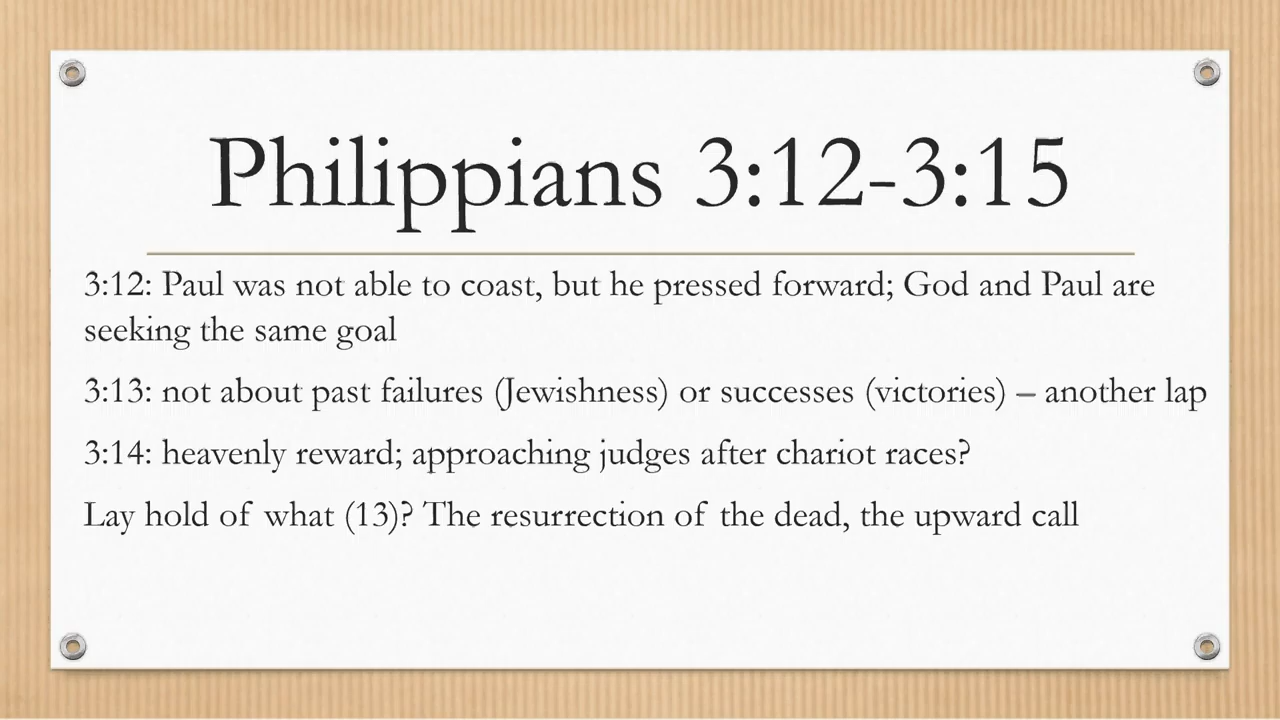 Philippians 3:12-3:15
3:12: Paul was not able to coast, but he pressed forward; God and Paul are
seeking the same goal
3:13: not about past failures (Jewishness) or successes (victories) – another lap
3:14: heavenly reward; approaching judges after chariot races?
Lay hold of what (13)? The resurrection of the dead, the upward call